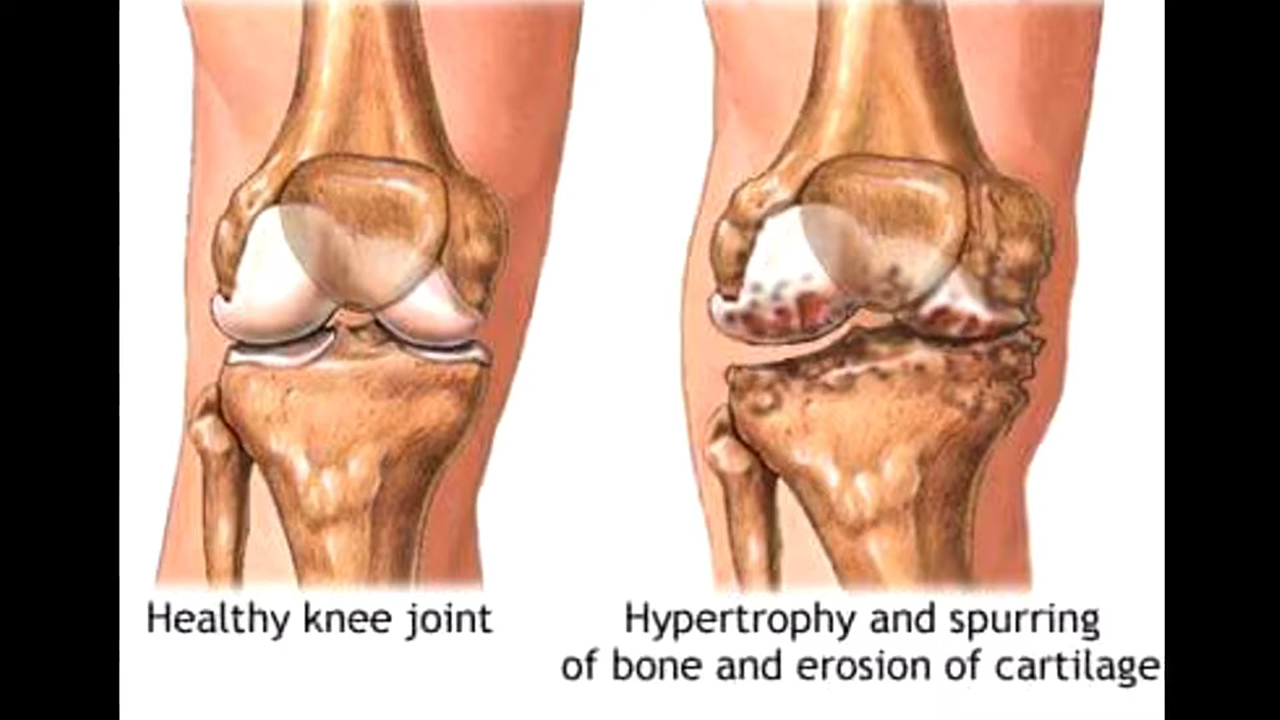 Healthy knee joint
Hypertrophy and spurring
of bone and erosion of cartilage